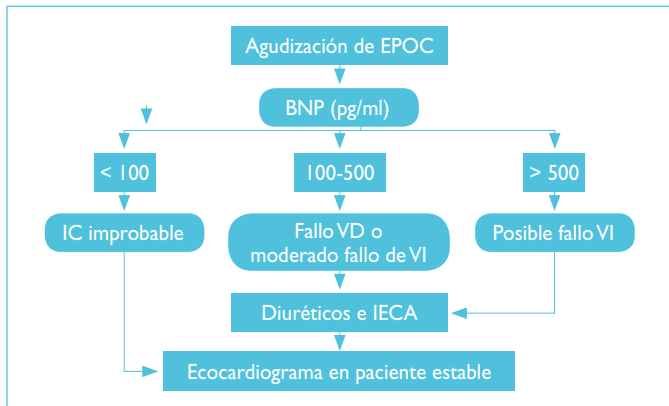 Agudización de EPOC
BNP (pg/ml)
< 100
100-500
> 500
IC improbable
Fallo VD o
moderado fallo de VI
Posible fallo VI
Diuréticos e IECA
Ecocardiograma en paciente estable